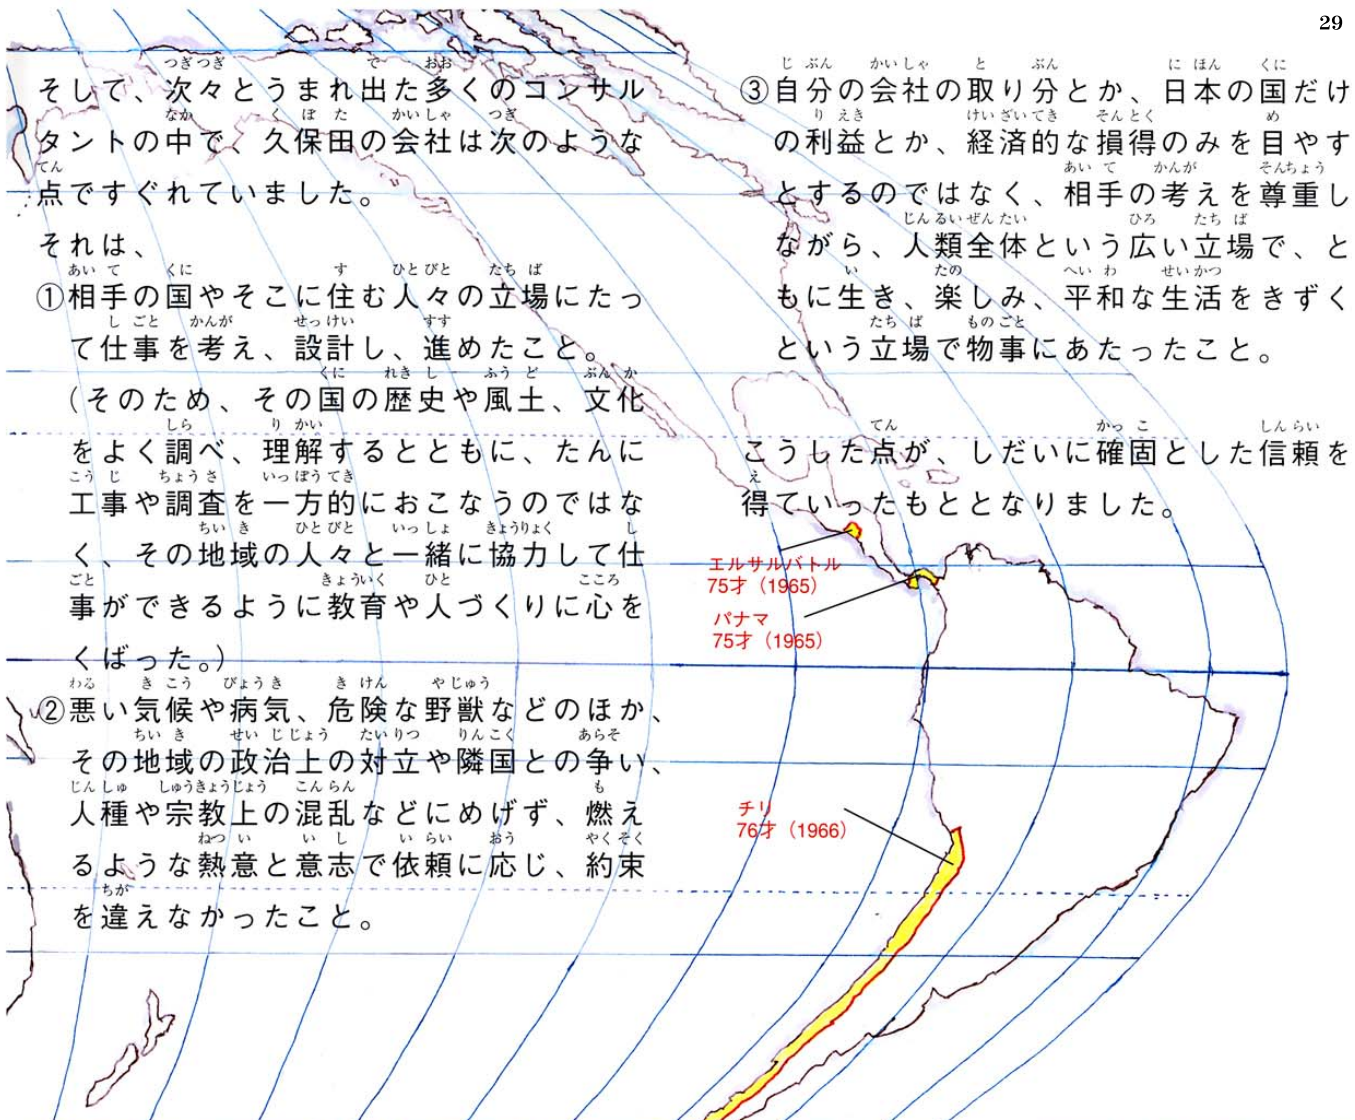 29
そして、次々とうまれ出た多くのコンサル
タントの中で、久保田の会社は次のような
点ですぐれていました。
それは、
①相手の国やそこに住む人々の立場にたっ
て仕事を考え、設計し、進めたこと。
(そのため、その国の歴史や風土、文化
をよく調べ、理解するとともに、たんに
工事や調査を一方的におこなうのではな
く、その地域の人々と一緒に協力して仕
事ができるように教育や人づくりに心を
くばった。)
②悪い気候や病気、危険な野獣などのほか、
その地域の政治上の対立や隣国との争い、
人種や宗教上の混乱などにめげず、燃え
るような熱意と意志で依頼に応じ、約束
を違えなかったこと。
③自分の会社の取り分とか、日本の国だけ
の利益とか、経済的な損得のみを目やす
とするのではなく、相手の考えを尊重し
ながら、人類全体という広い立場で、と
もに生き、楽しみ、平和な生活をきずく
という立場で物事にあたったこと。
こうした点が、しだいに確固とした信頼を
得ていったもととなりました。
エルサルバトル
75才（1965）
パナマ
75才（1965）
チリ
76才（1966）